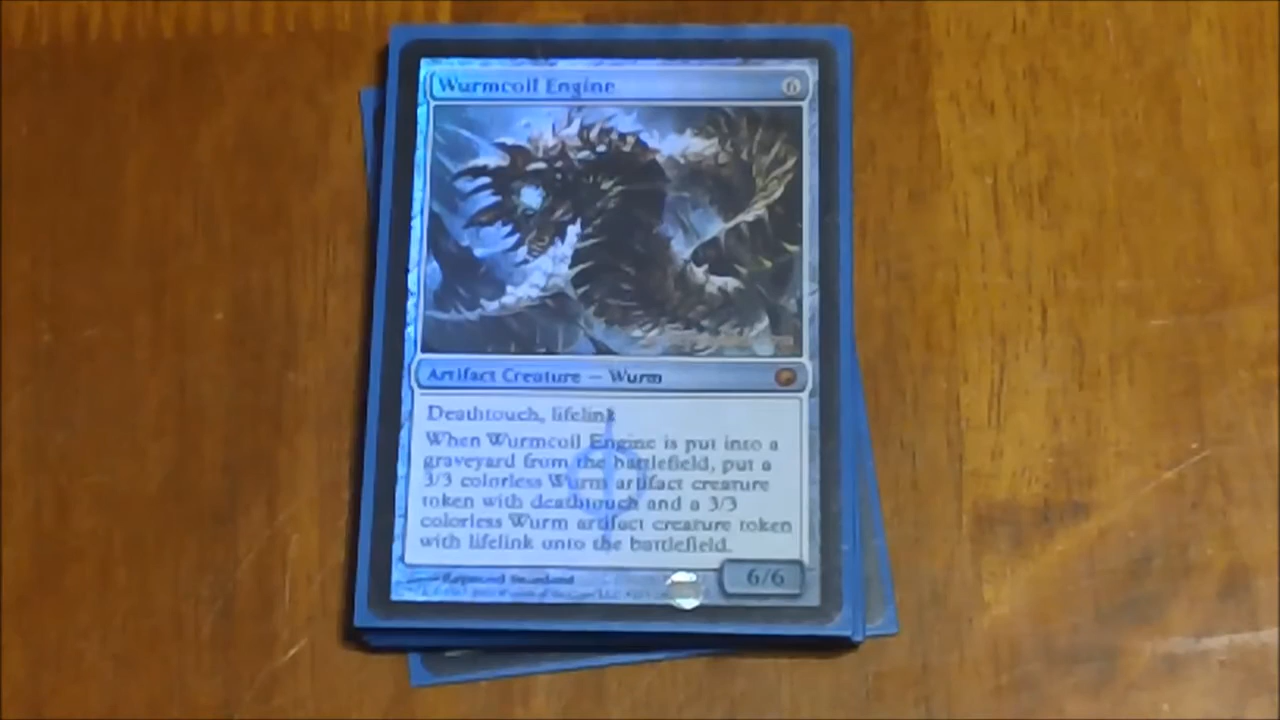 Wurmcoil Engine 6
Artifact Creature — Wurm
Deathtouch, lifelink
When Wurmcoil Engine is put into a
graveyard from the battlefield, put a
3/3 colorless Wurm artifact creature
token with deathtouch and a 3/3
colorless Wurm artifact creature token
with lifelink onto the battlefield.
6/6